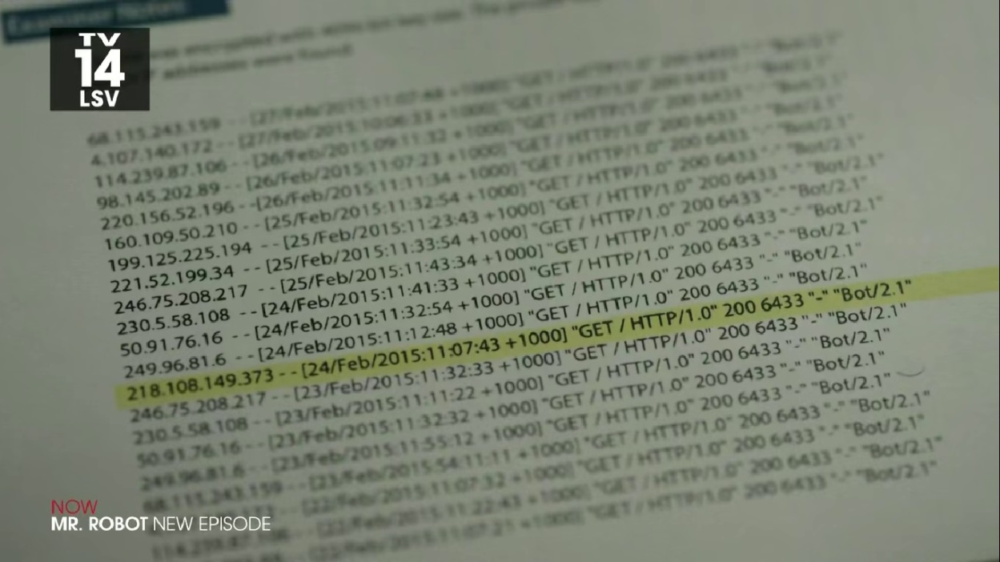 Examiner Notes
TV
14
LSV
was encrypted with
addresses were found
68.115.243.159 - - [27/Feb/2015:11:07:48 +1000] "GET / HTTP/1.0" 200 6433 "-" "Bot/2.1"
4.107.140.172 - - [27/Feb/2015:10:06:33 +1000] "GET / HTTP/1.0" 200 6433 "-" "Bot/2.1"
114.239.87.106 - - [26/Feb/2015:09:11:32 +1000] "GET / HTTP/1.0" 200 6433 "-" "Bot/2.1"
98.145.202.89 - - [26/Feb/2015:11:07:23 +1000] "GET / HTTP/1.0" 200 6433 "-" "Bot/2.1"
220.156.52.196 - -[26/Feb/2015:11:11:34 +1000] "GET / HTTP/1.0" 200 6433 "-" "Bot/2.1"
160.109.50.210 - - [25/Feb/2015:11:32:54 +1000] "GET / HTTP/1.0" 200 6433 "-" "Bot/2.1"
199.125.225.194 - - [25/Feb/2015:11:23:43 +1000] "GET / HTTP/1.0" 200 6433 "-" "Bot/2.1"
221.52.199.34 - - [25/Feb/2015:11:33:54 +1000] "GET / HTTP/1.0" 200 6433 "-" "Bot/2.1"
246.75.208.217 - - [25/Feb/2015:11:43:34 +1000] "GET / HTTP/1.0" 200 6433 "-" "Bot/2.1"
230.5.58.108 - - [24/Feb/2015:11:41:33 +1000] "GET / HTTP/1.0" 200 6433 "-" "Bot/2.1"
50.91.76.16 - - [24/Feb/2015:11:32:54 +1000] "GET / HTTP/1.0" 200 6433 "-" "Bot/2.1"
249.96.81.6 - - [24/Feb/2015:11:12:48 +1000] "GET / HTTP/1.0" 200 6433 "-" "Bot/2.1"
218.108.149.373 - - [24/Feb/2015:11:07:43 +1000] "GET / HTTP/1.0" 200 6433 "-" "Bot/2.1"
246.75.208.217 - - [23/Feb/2015:11:32:33 +1000] "GET / HTTP/1.0" 200 6433 "-" "Bot/2.1"
230.5.58.108 - - [23/Feb/2015:11:11:22 +1000] "GET / HTTP/1.0" 200 6433 "-" "Bot/2.1"
50.91.76.16 - - [23/Feb/2015:11:32:32 +1000] "GET / HTTP/1.0" 200 6433 "-" "Bot/2.1"
249.96.81.6 - - [23/Feb/2015:11:55:12 +1000] "GET / HTTP/1.0" 200 6433 "-" "Bot/2.1"
68.115.243.159 - - [23/Feb/2015:54:11:11 +1000] "GET / HTTP/1.0" 200 6433 "-" "Bot/2.1"
- - [22/Feb/2015:11:07:32 +1000] "GET / HTTP/1.0" 200 6433 "-" "Bot/2.1"
114.239.87.106 - - [22/Feb/2015:11:22:43 +1000] "GET / HTTP/1.0" 200 6433 "-" "Bot/2.1"
[22/Feb/2015:11:07:21 +1000] "GET / HTTP/1.0" 200 6433 "-" "Bot/2.1"
NOW
MR. ROBOT NEW EPISODE